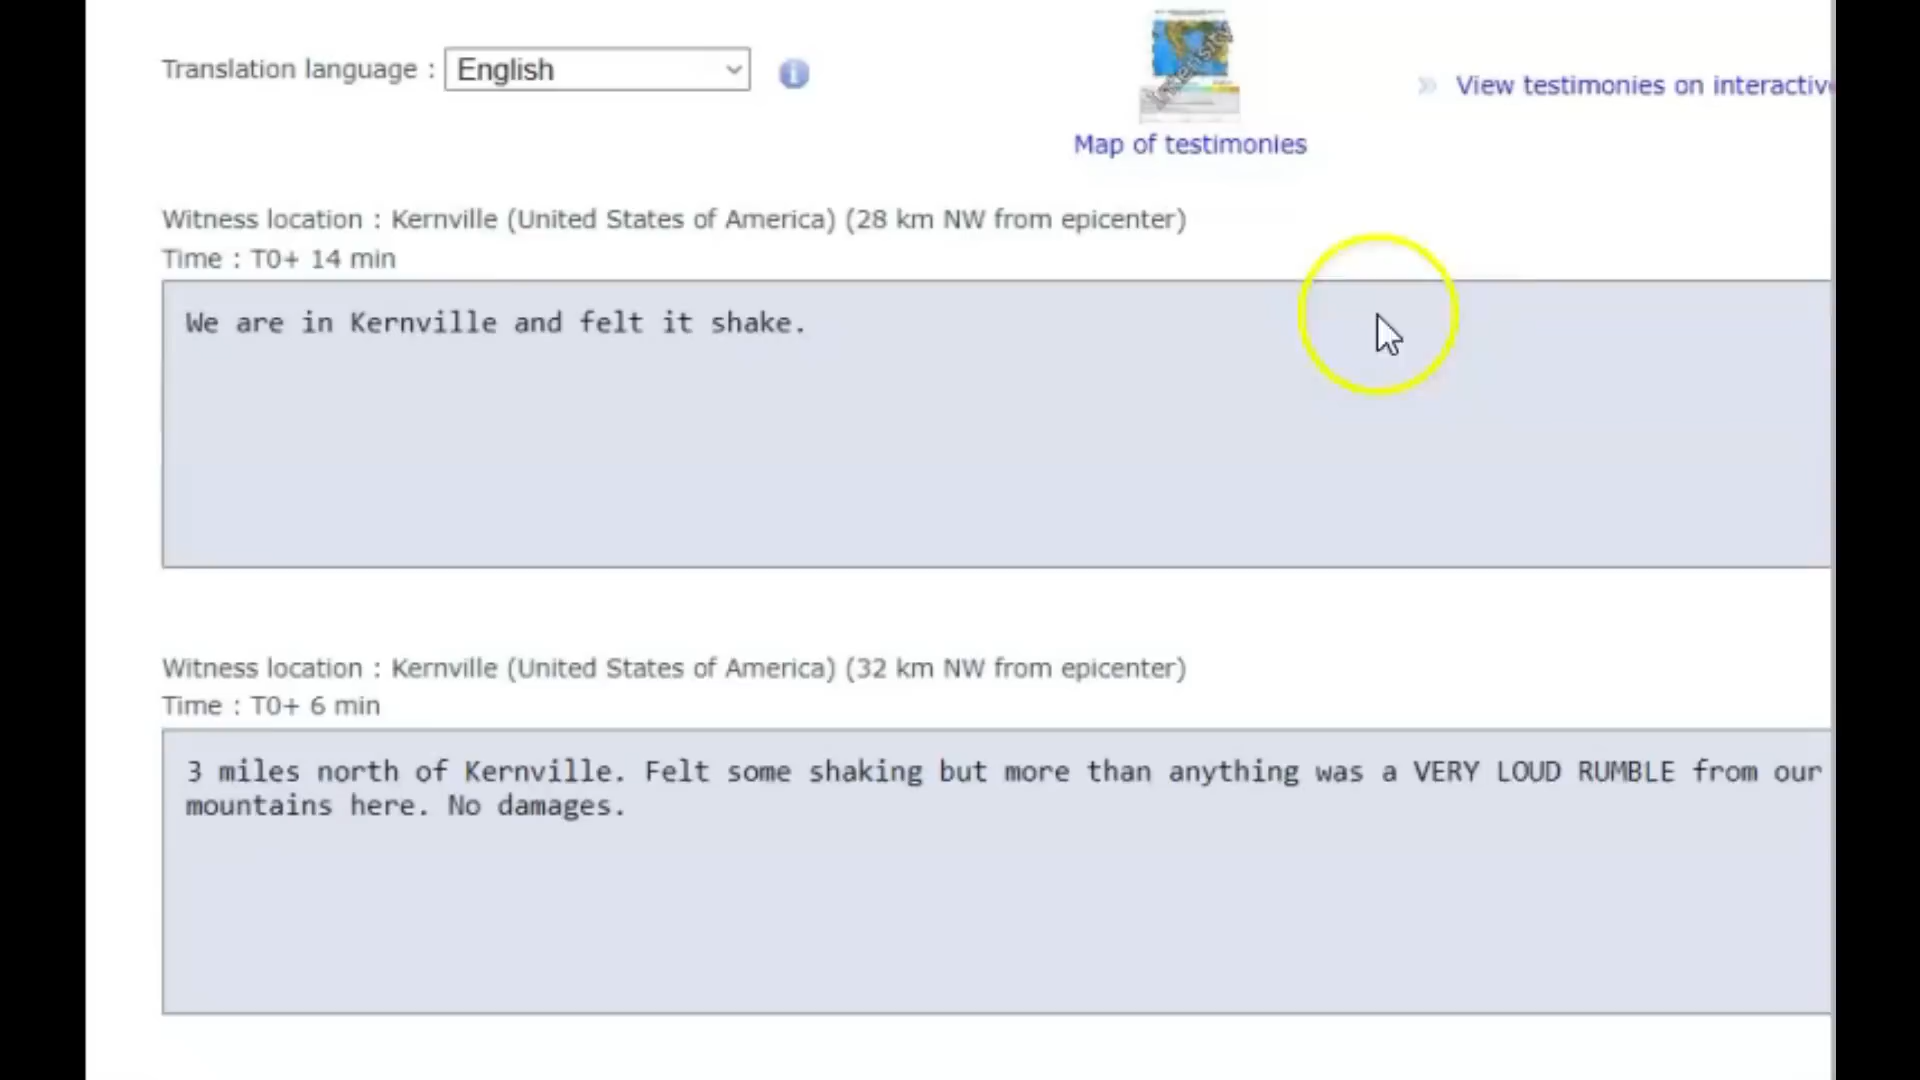 Translation language :
English
i
Intensity
Map of testimonies
View testimonies on interactive
Witness location : Kernville (United States of America) (28 km NW from epicenter)
Time : T0+ 14 min
We are in Kernville and felt it shake.
Witness location : Kernville (United States of America) (32 km NW from epicenter)
Time : T0+ 6 min
3 miles north of Kernville. Felt some shaking but more than anything was a VERY LOUD RUMBLE from our
mountains here. No damages.